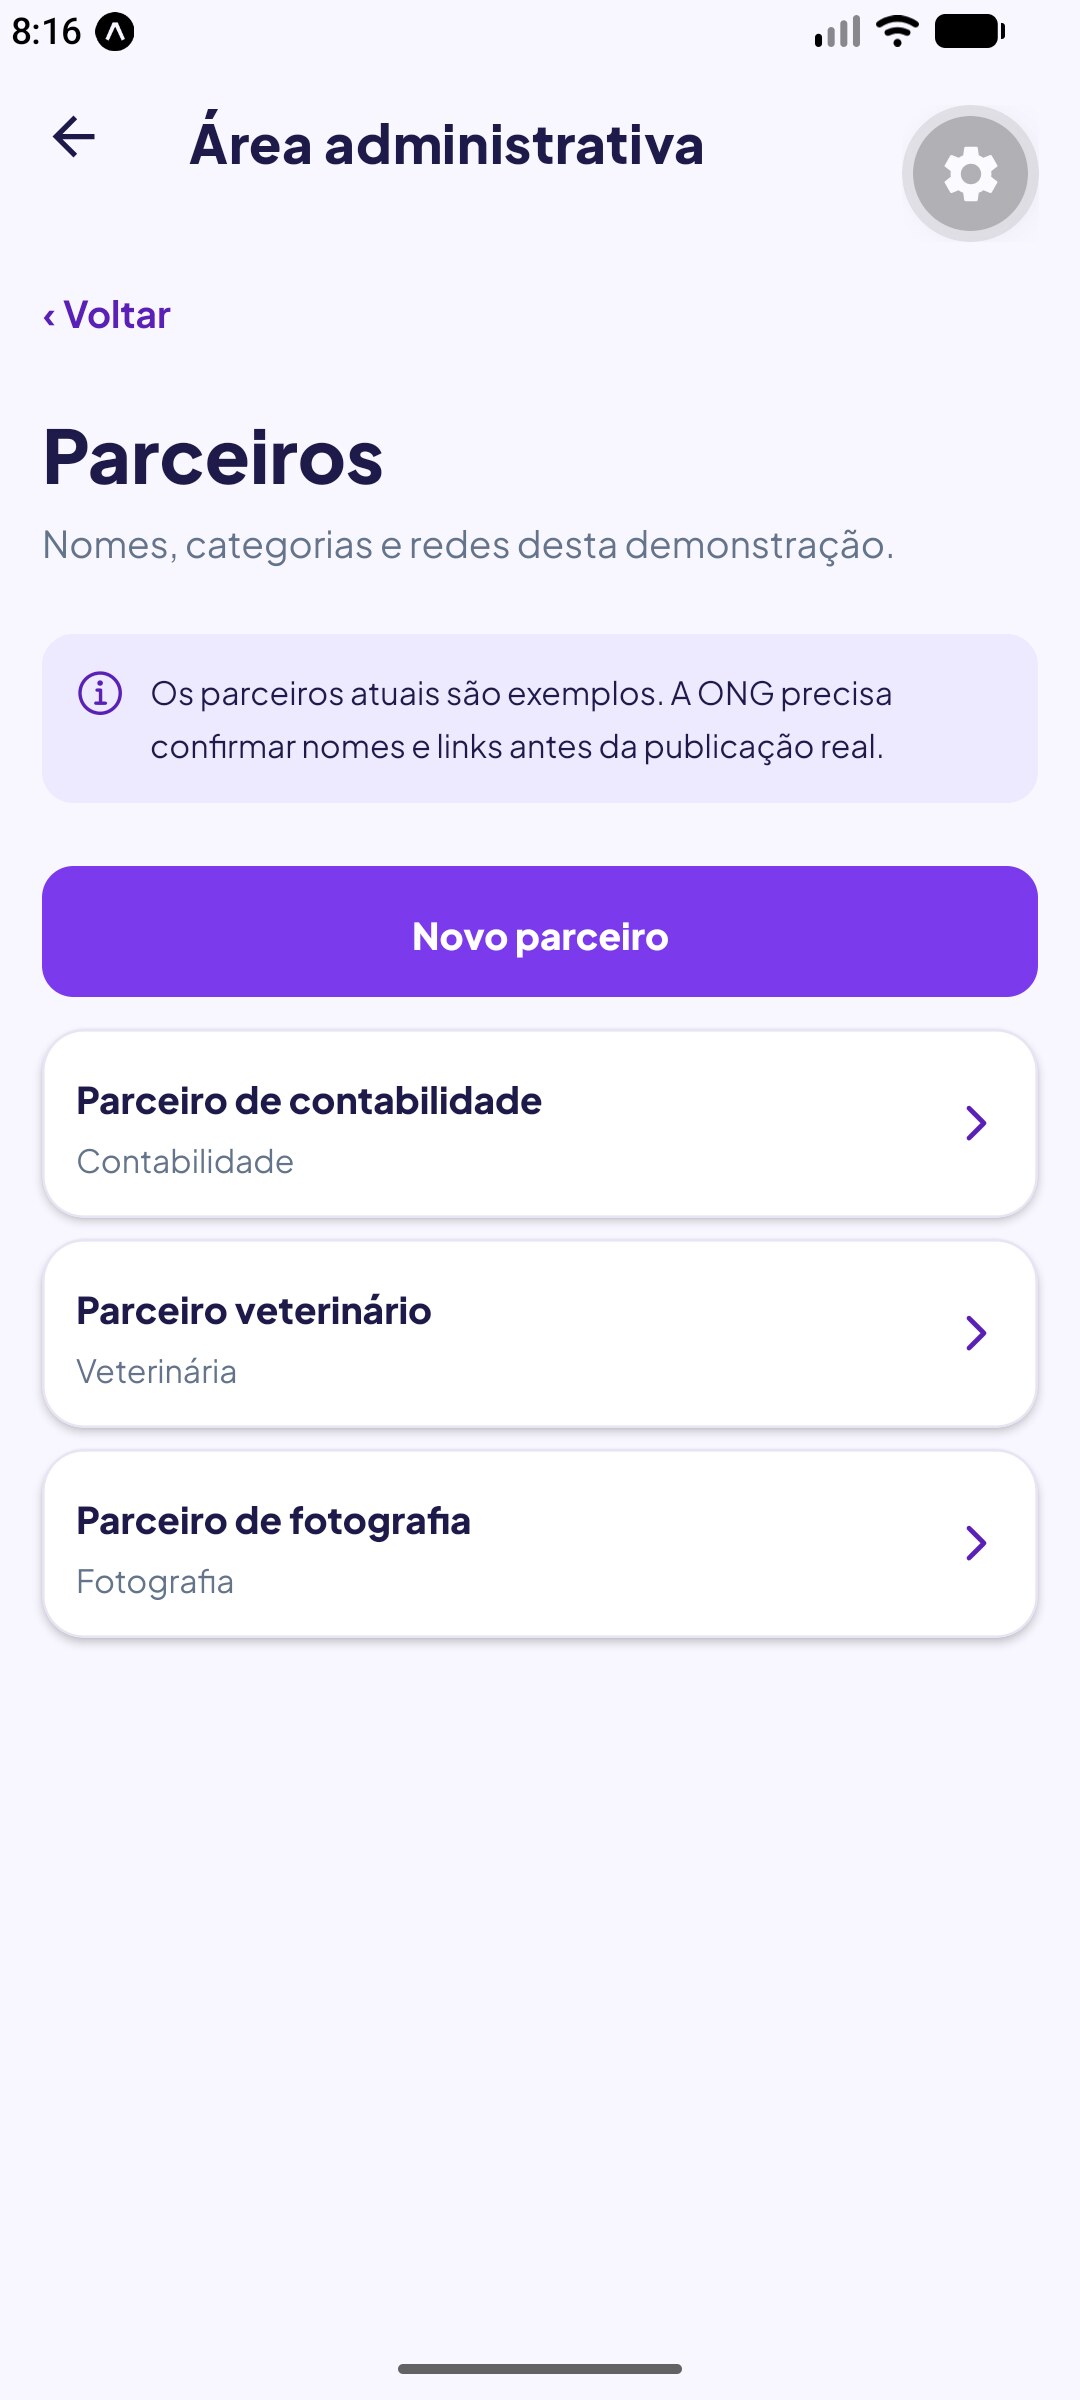 8:16
Área administrativa
‹ Voltar
Parceiros
Nomes, categorias e redes desta demonstração.
Os parceiros atuais são exemplos. A ONG precisa
confirmar nomes e links antes da publicação real.
Novo parceiro
Parceiro de contabilidade
Contabilidade
Parceiro veterinário
Veterinária
Parceiro de fotografia
Fotografia